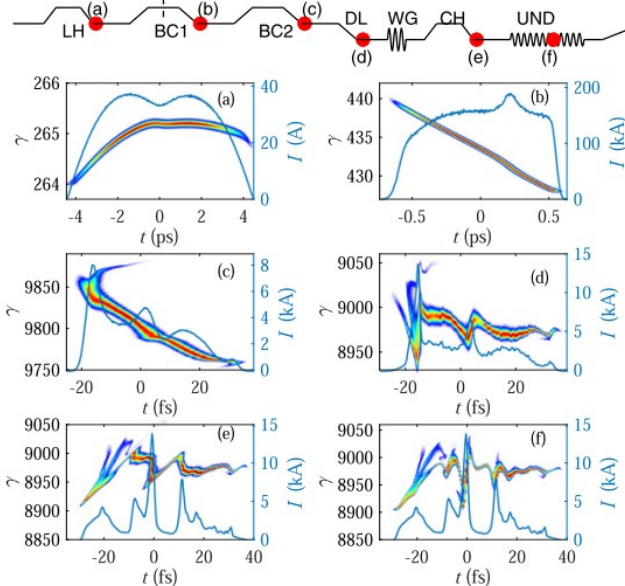 (a) (b) (c) DL WG CH UND
LH BC1 BC2 (d) (e) (f)
266 265 264
γ
(a)
40 20 0
I (A)
-4 -2 0 2 4
t (ps)
440 436 432 428
γ
(b)
200 100 0
I (A)
-0.5 0 0.5
t (ps)
9850 9800 9750
γ
(c)
8 6 4 2 0
I (kA)
-20 0 20
t (fs)
9050 9000 8950
γ
(d)
15 10 5 0
I (kA)
-20 0 20
t (fs)
9050 9000 8950 8900 8850
γ
(e)
15 10 5 0
I (kA)
-20 0 20 40
t (fs)
9050 9000 8950 8900 8850
γ
(f)
15 10 5 0
I (kA)
-20 0 20 40
t (fs)